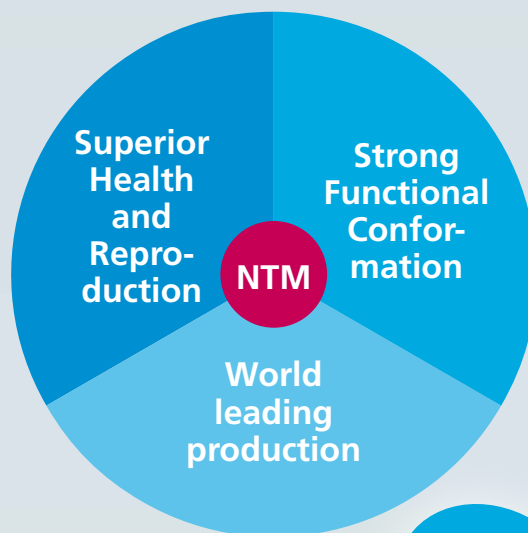 Superior
Health
and
Repro-
duction
Strong
Functional
Confor-
mation
NTM
World
leading
production